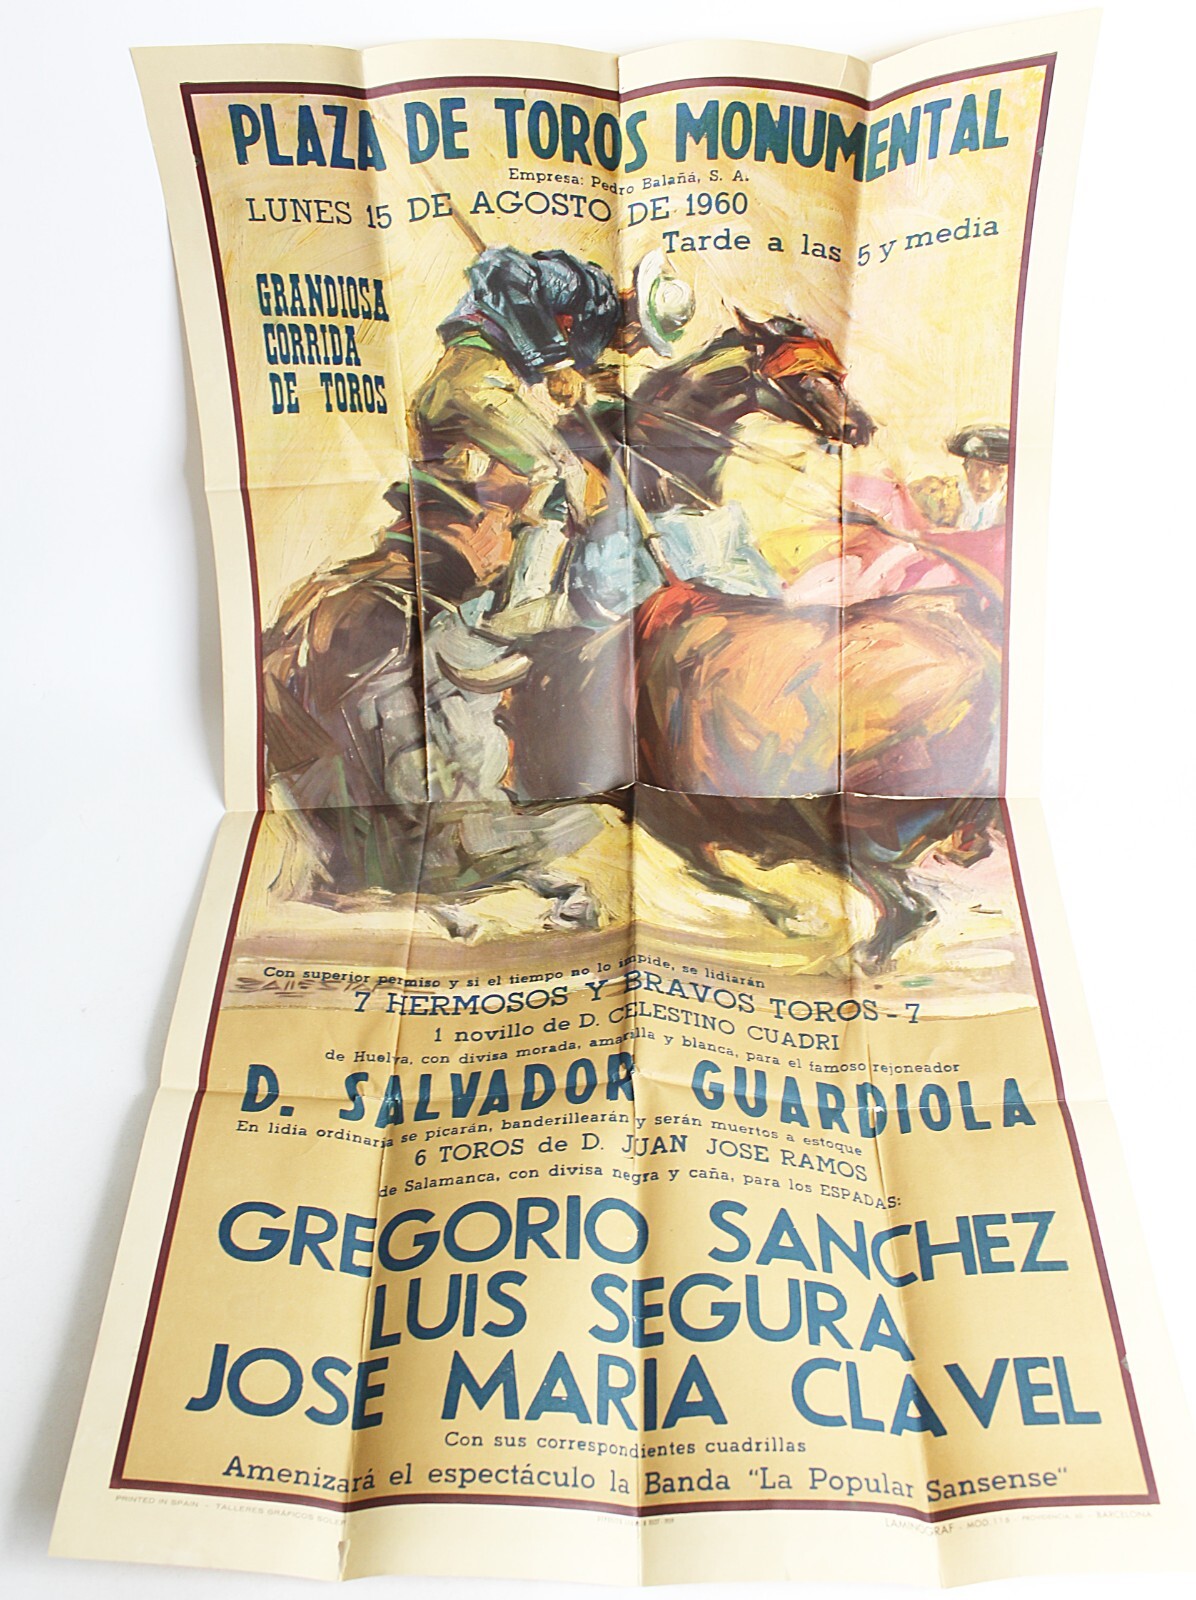 PLAZA DE TOROS MONUMENTAL
Empresa: Pedro Balañá, S. A.
LUNES 15 DE AGOSTO DE 1960
Tarde a las 5 y media
GRANDIOSA
CORRIDA
DE TOROS
Con superior permiso y si el tiempo no lo impide, se lidiarán
7 HERMOSOS Y BRAVOS TOROS - 7
1 novillo de D. CELESTINO CUADRI
de Huelva, con divisa morada, amarilla y blanca, para el famoso rejoneador
D. SALVADOR GUARDIOLA
En lidia ordinaria se picarán, banderillearán y serán muertos a estoque
6 TOROS de D. JUAN JOSE RAMOS
de Salamanca, con divisa negra y caña, para los ESPADAS:
GREGORIO SANCHEZ
LUIS SEGURA
JOSE MARIA CLAVEL
Con sus correspondientes cuadrillas
Amenizará el espectáculo la Banda "La Popular Sansense"
PRINTED IN SPAIN - TALLERES GRÁFICOS SOLER
LAMINOGRAF - MOD. 116 - BARCELONA